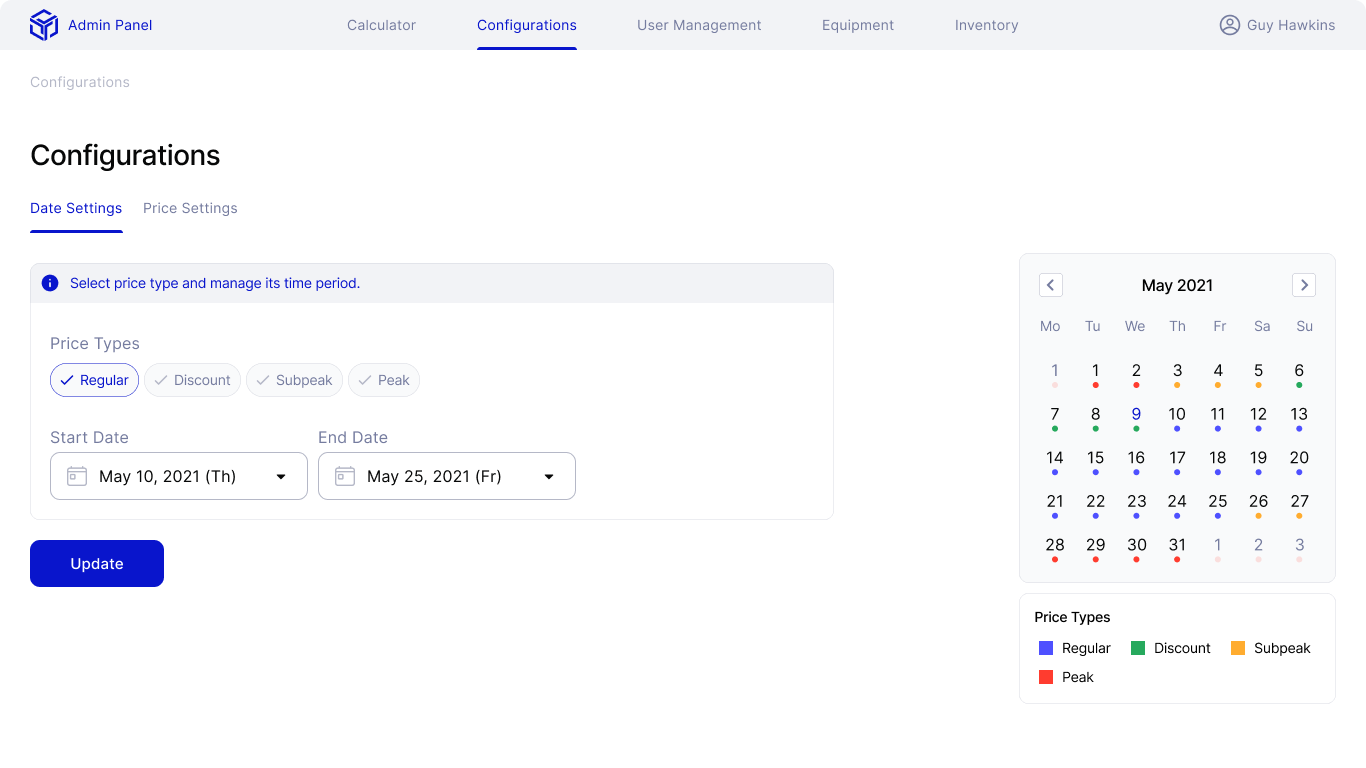 Admin Panel Calculator Configurations User Management Equipment Inventory Guy Hawkins
Configurations
Configurations
Date Settings Price Settings
Select price type and manage its time period.
Price Types
Regular Discount Subpeak Peak
Start Date End Date
May 10, 2021 (Th) May 25, 2021 (Fr)
Update
May 2021
Mo Tu We Th Fr Sa Su
1 1 2 3 4 5 6
7 8 9 10 11 12 13
14 15 16 17 18 19 20
21 22 23 24 25 26 27
28 29 30 31 1 2 3
Price Types
Regular Discount Subpeak
Peak